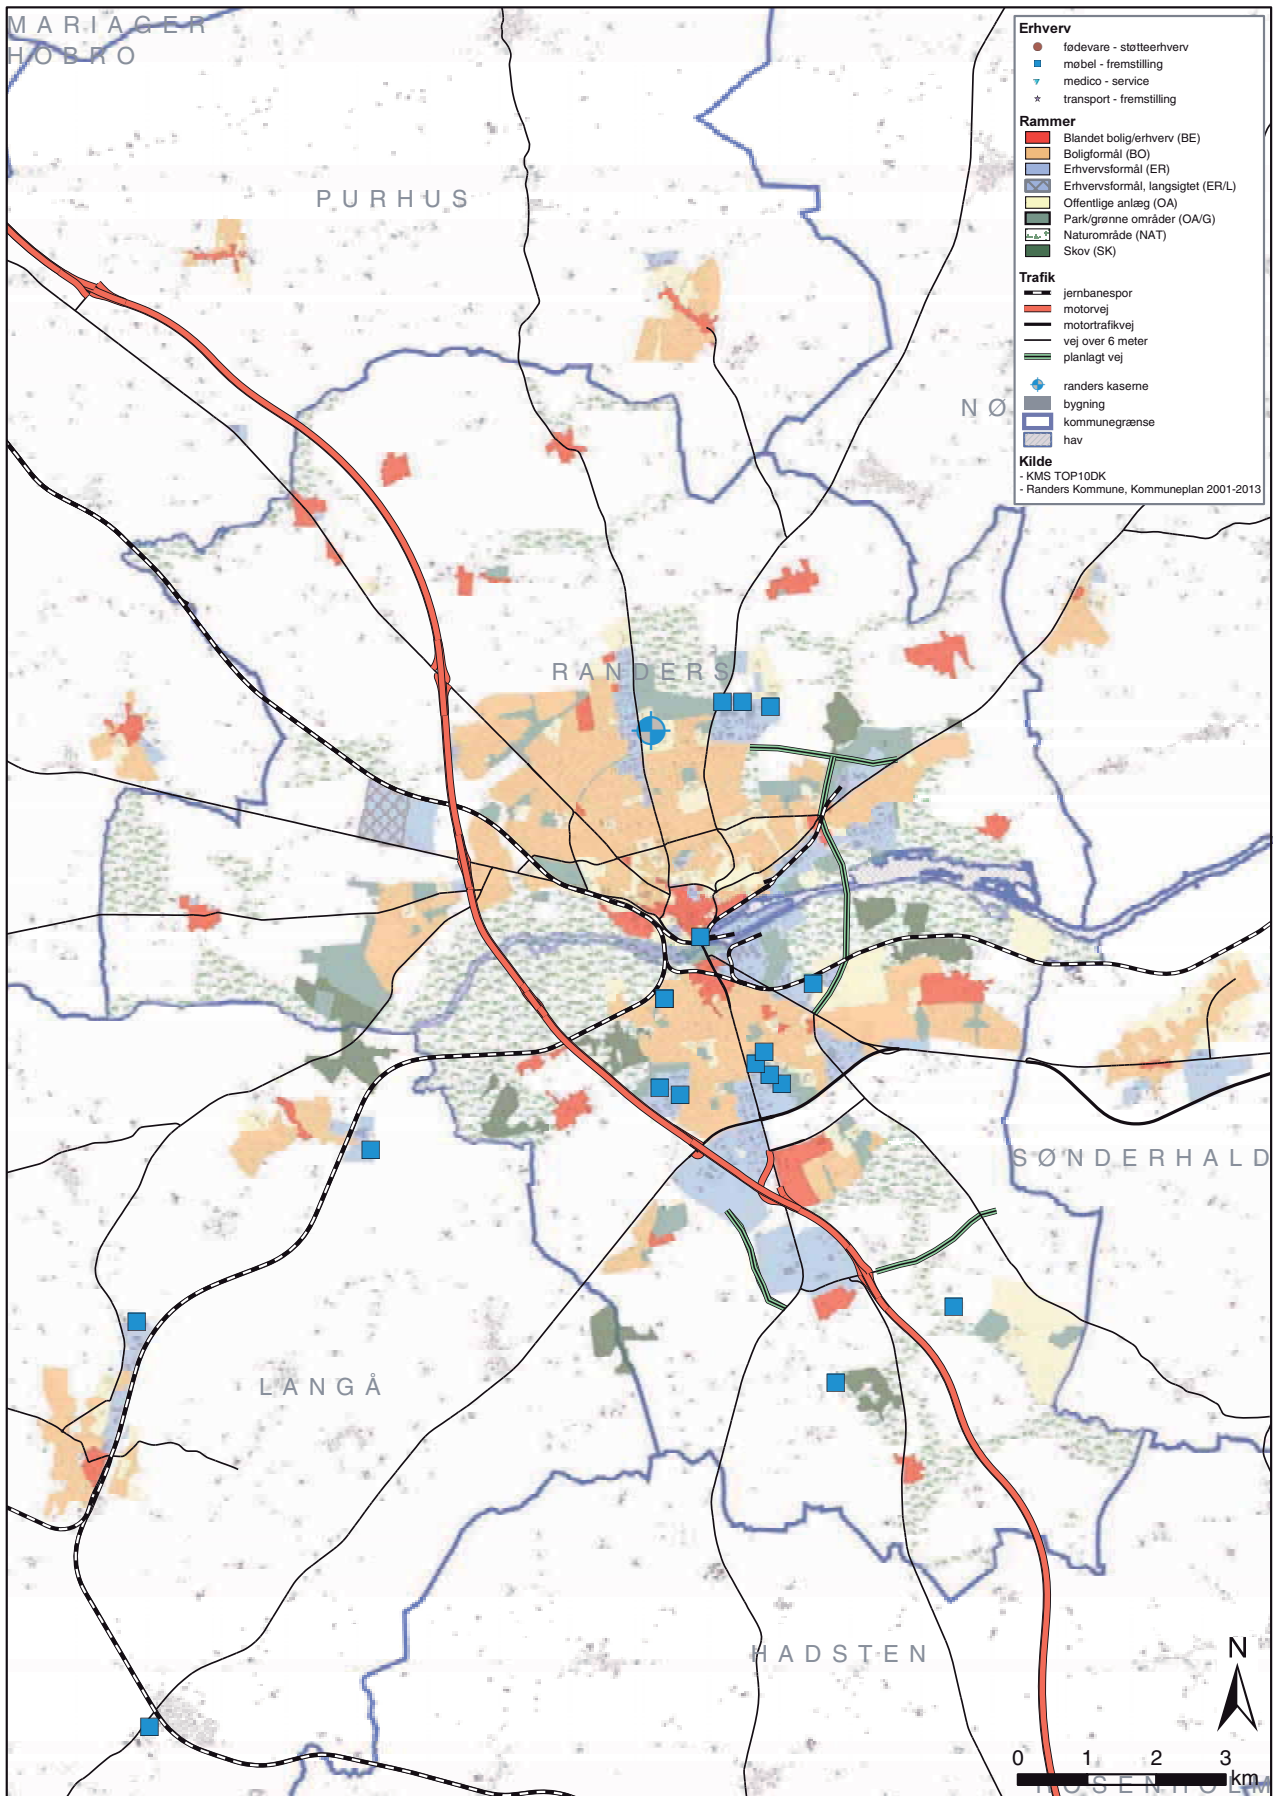 MARIAGER
HOBRO
PURHUS
NØ
RANDERS
SØNDERHALD
LANGÅ
HADSTEN
ROSENHOLM
Erhverv
fødevare - støtteerhverv
møbel - fremstilling
medico - service
transport - fremstilling
Rammer
Blandet bolig/erhverv (BE)
Boligformål (BO)
Erhvervsformål (ER)
Erhvervsformål, langsigtet (ER/L)
Offentlige anlæg (OA)
Park/grønne områder (OA/G)
Naturområde (NAT)
Skov (SK)
Trafik
jernbanespor
motorvej
motortrafikvej
vej over 6 meter
planlagt vej
randers kaserne
bygning
kommunegrænse
hav
Kilde
- KMS TOP10DK
- Randers Kommune, Kommuneplan 2001-2013
N
0 1 2 3
km